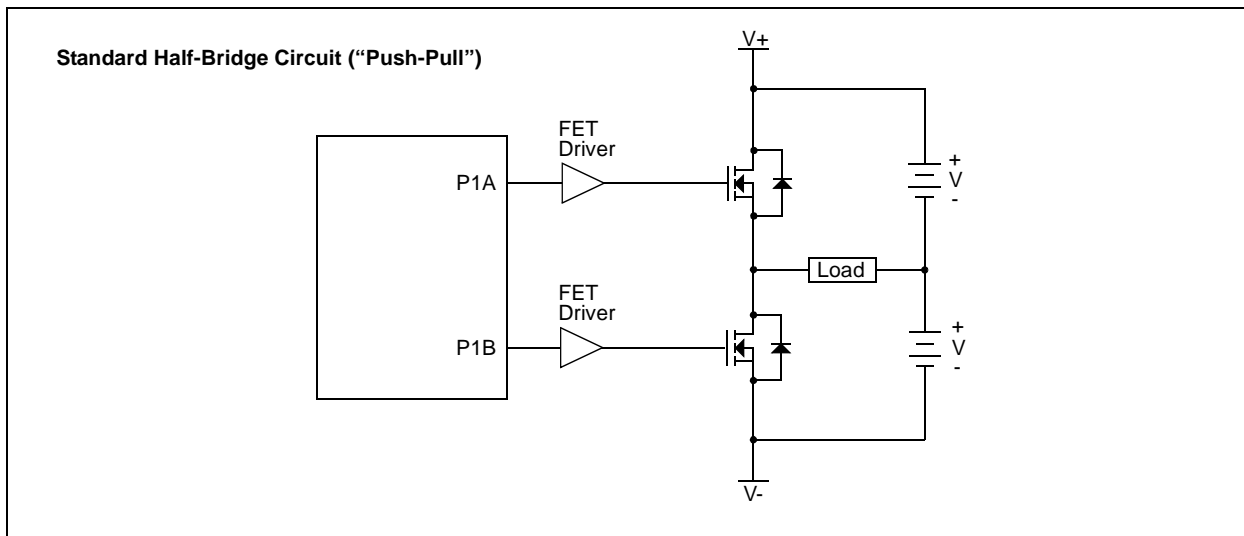 Standard Half-Bridge Circuit (“Push-Pull”)
V+
FET
Driver
P1A
+
V
-
Load
FET
Driver
P1B
+
V
-
V-